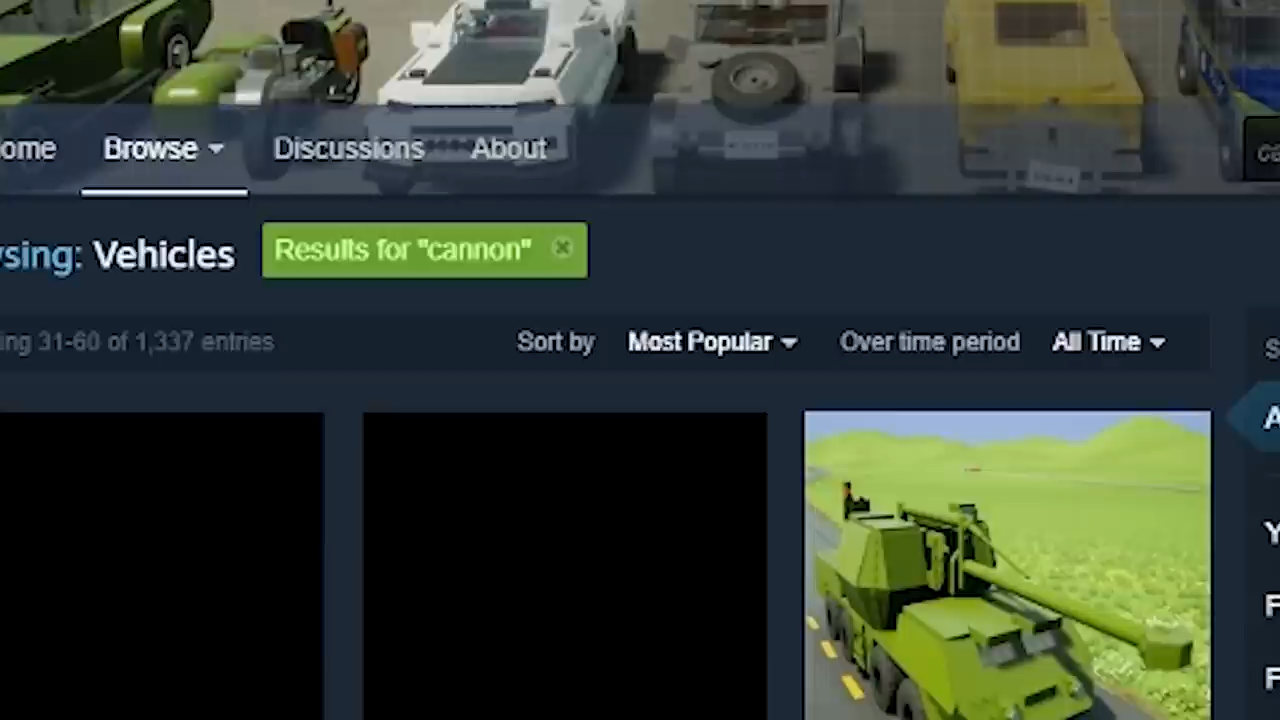 ome Browse Discussions About
sing: Vehicles Results for "cannon"
ing 31-60 of 1,337 entries Sort by Most Popular Over time period All Time
S
A
Y
F
F